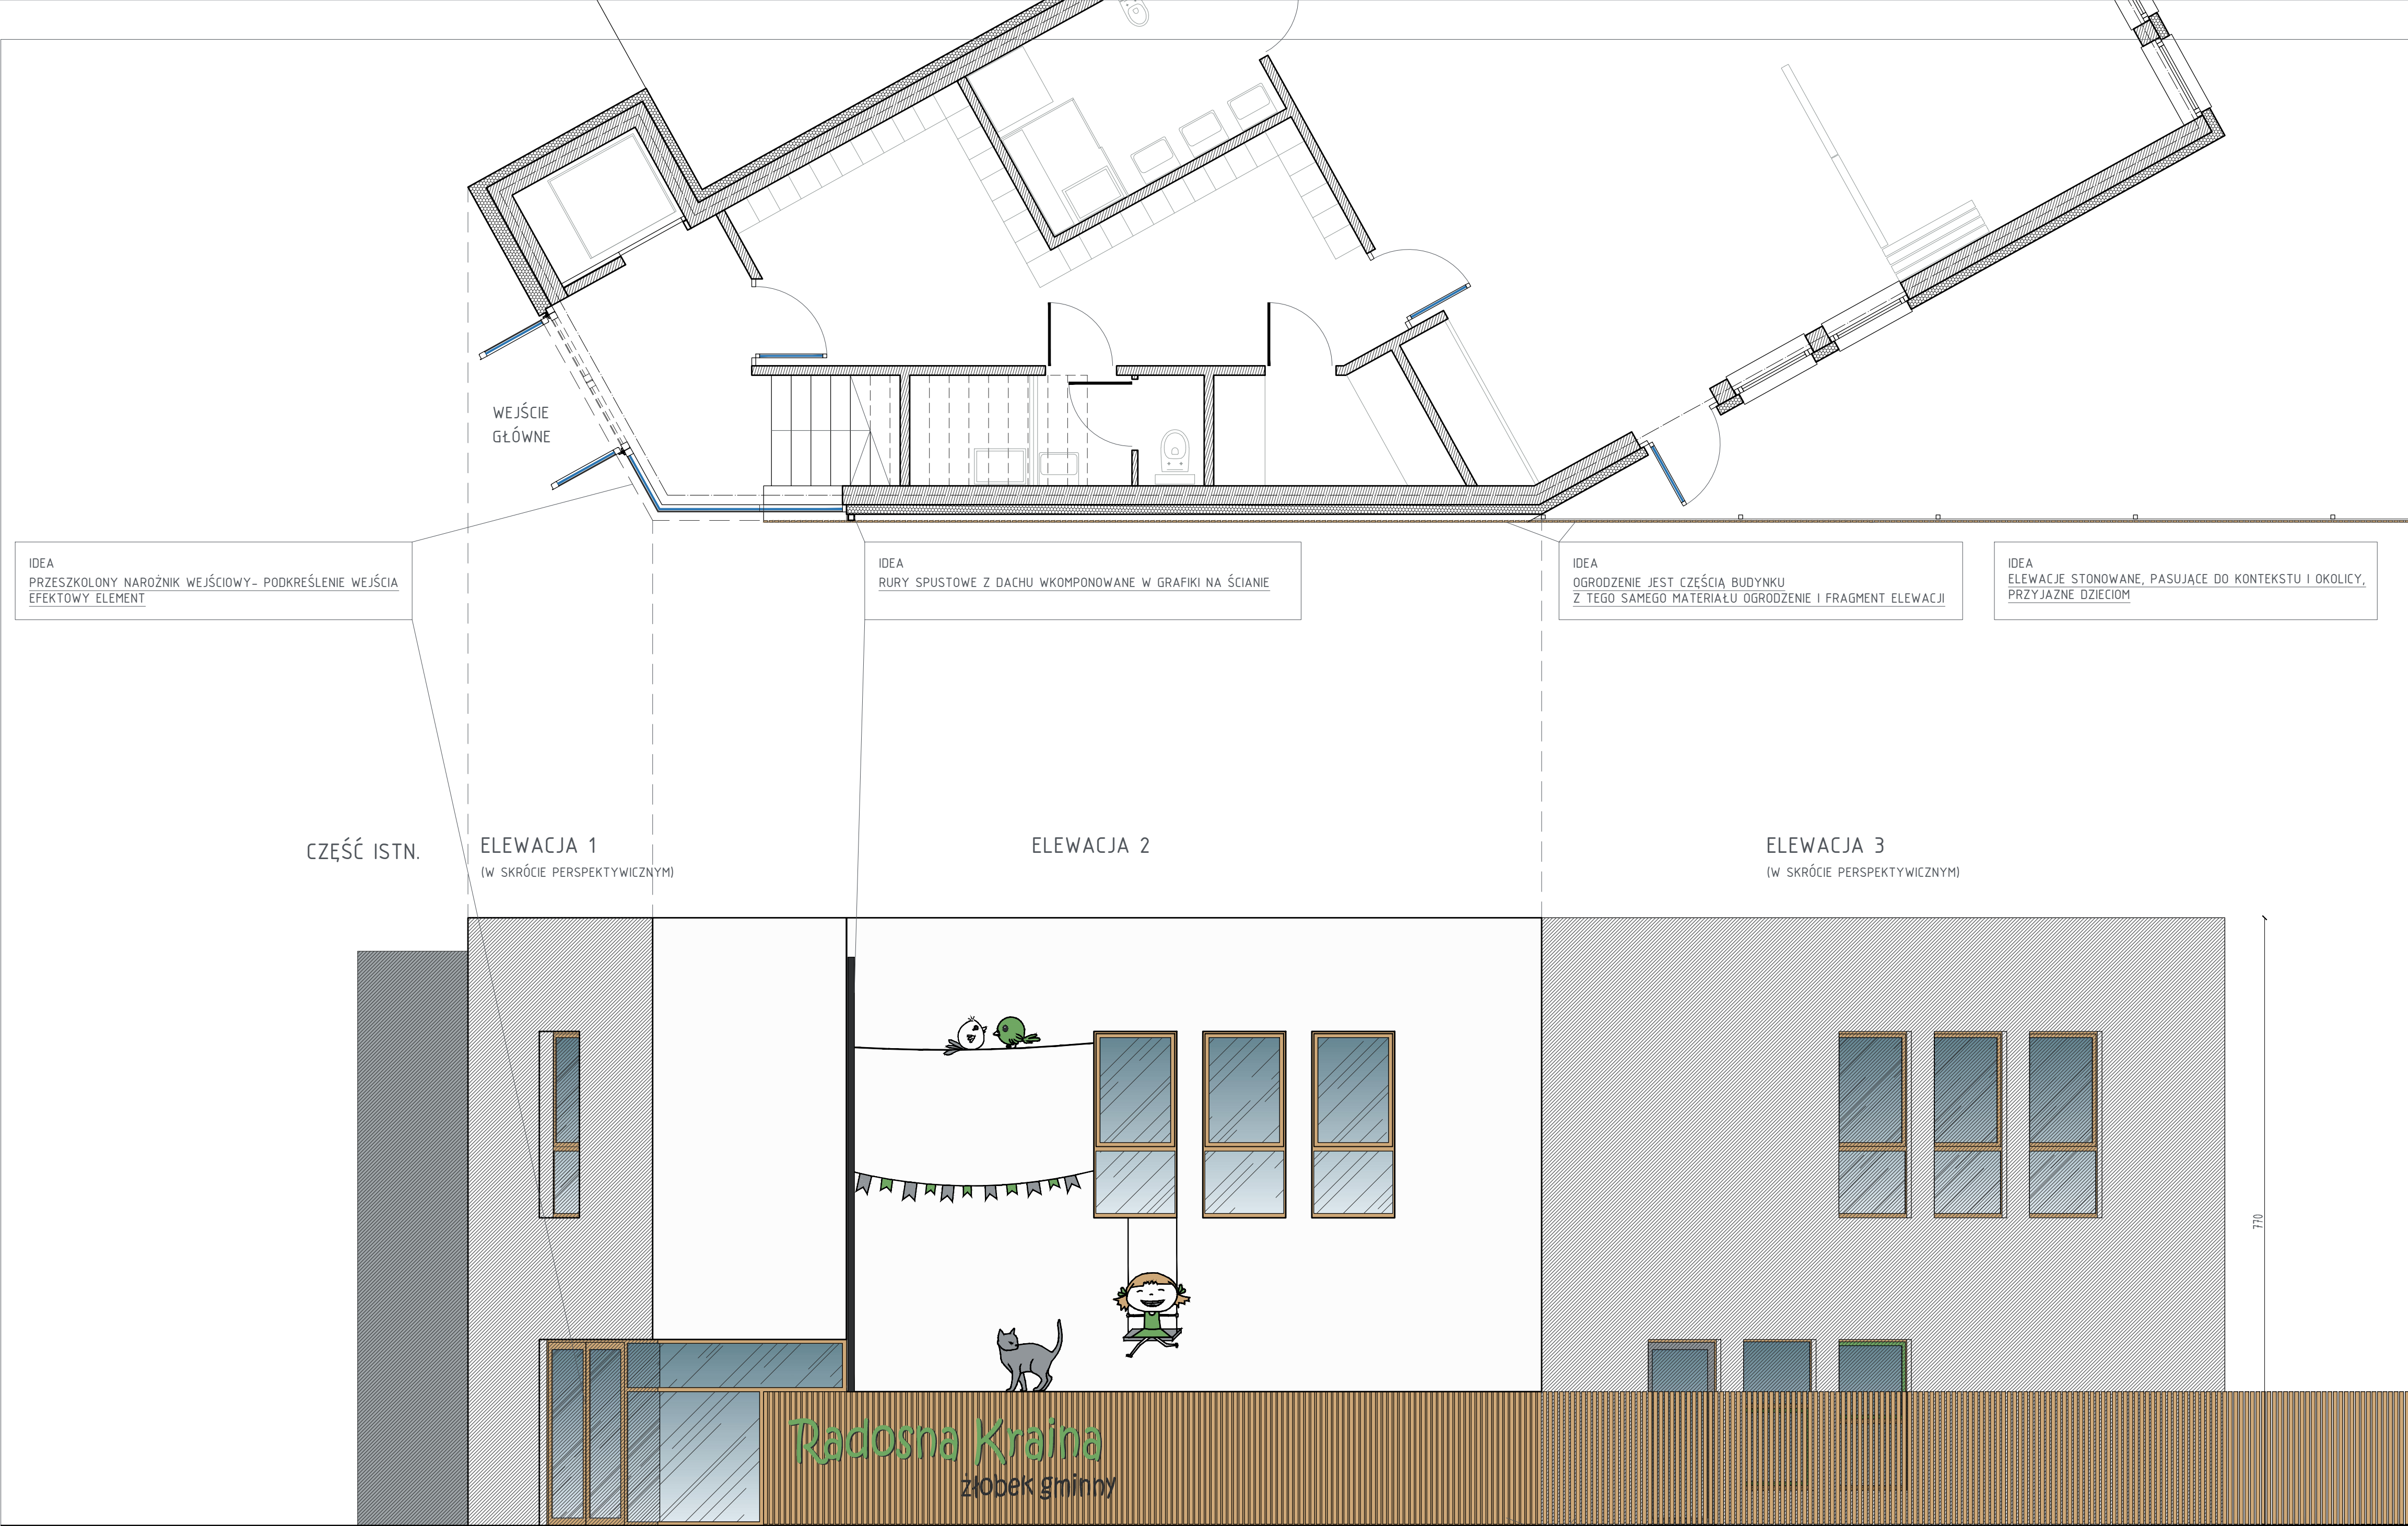 WEJŚCIE
GŁÓWNE
IDEA
PRZESZKOLONY NAROŻNIK WEJŚCIOWY- PODKREŚLENIE WEJŚCIA
EFEKTOWY ELEMENT
IDEA
RURY SPUSTOWE Z DACHU WKOMPONOWANE W GRAFIKI NA ŚCIANIE
IDEA
OGRODZENIE JEST CZĘŚCIĄ BUDYNKU
Z TEGO SAMEGO MATERIAŁU OGRODZENIE I FRAGMENT ELEWACJI
IDEA
ELEWACJE STONOWANE, PASUJĄCE DO KONTEKSTU I OKOLICY,
PRZYJAZNE DZIECIOM
CZĘŚĆ ISTN.
ELEWACJA 1
(W SKRÓCIE PERSPEKTYWICZNYM)
ELEWACJA 2
ELEWACJA 3
(W SKRÓCIE PERSPEKTYWICZNYM)
770
Radosna Kraina
żłobek gminny